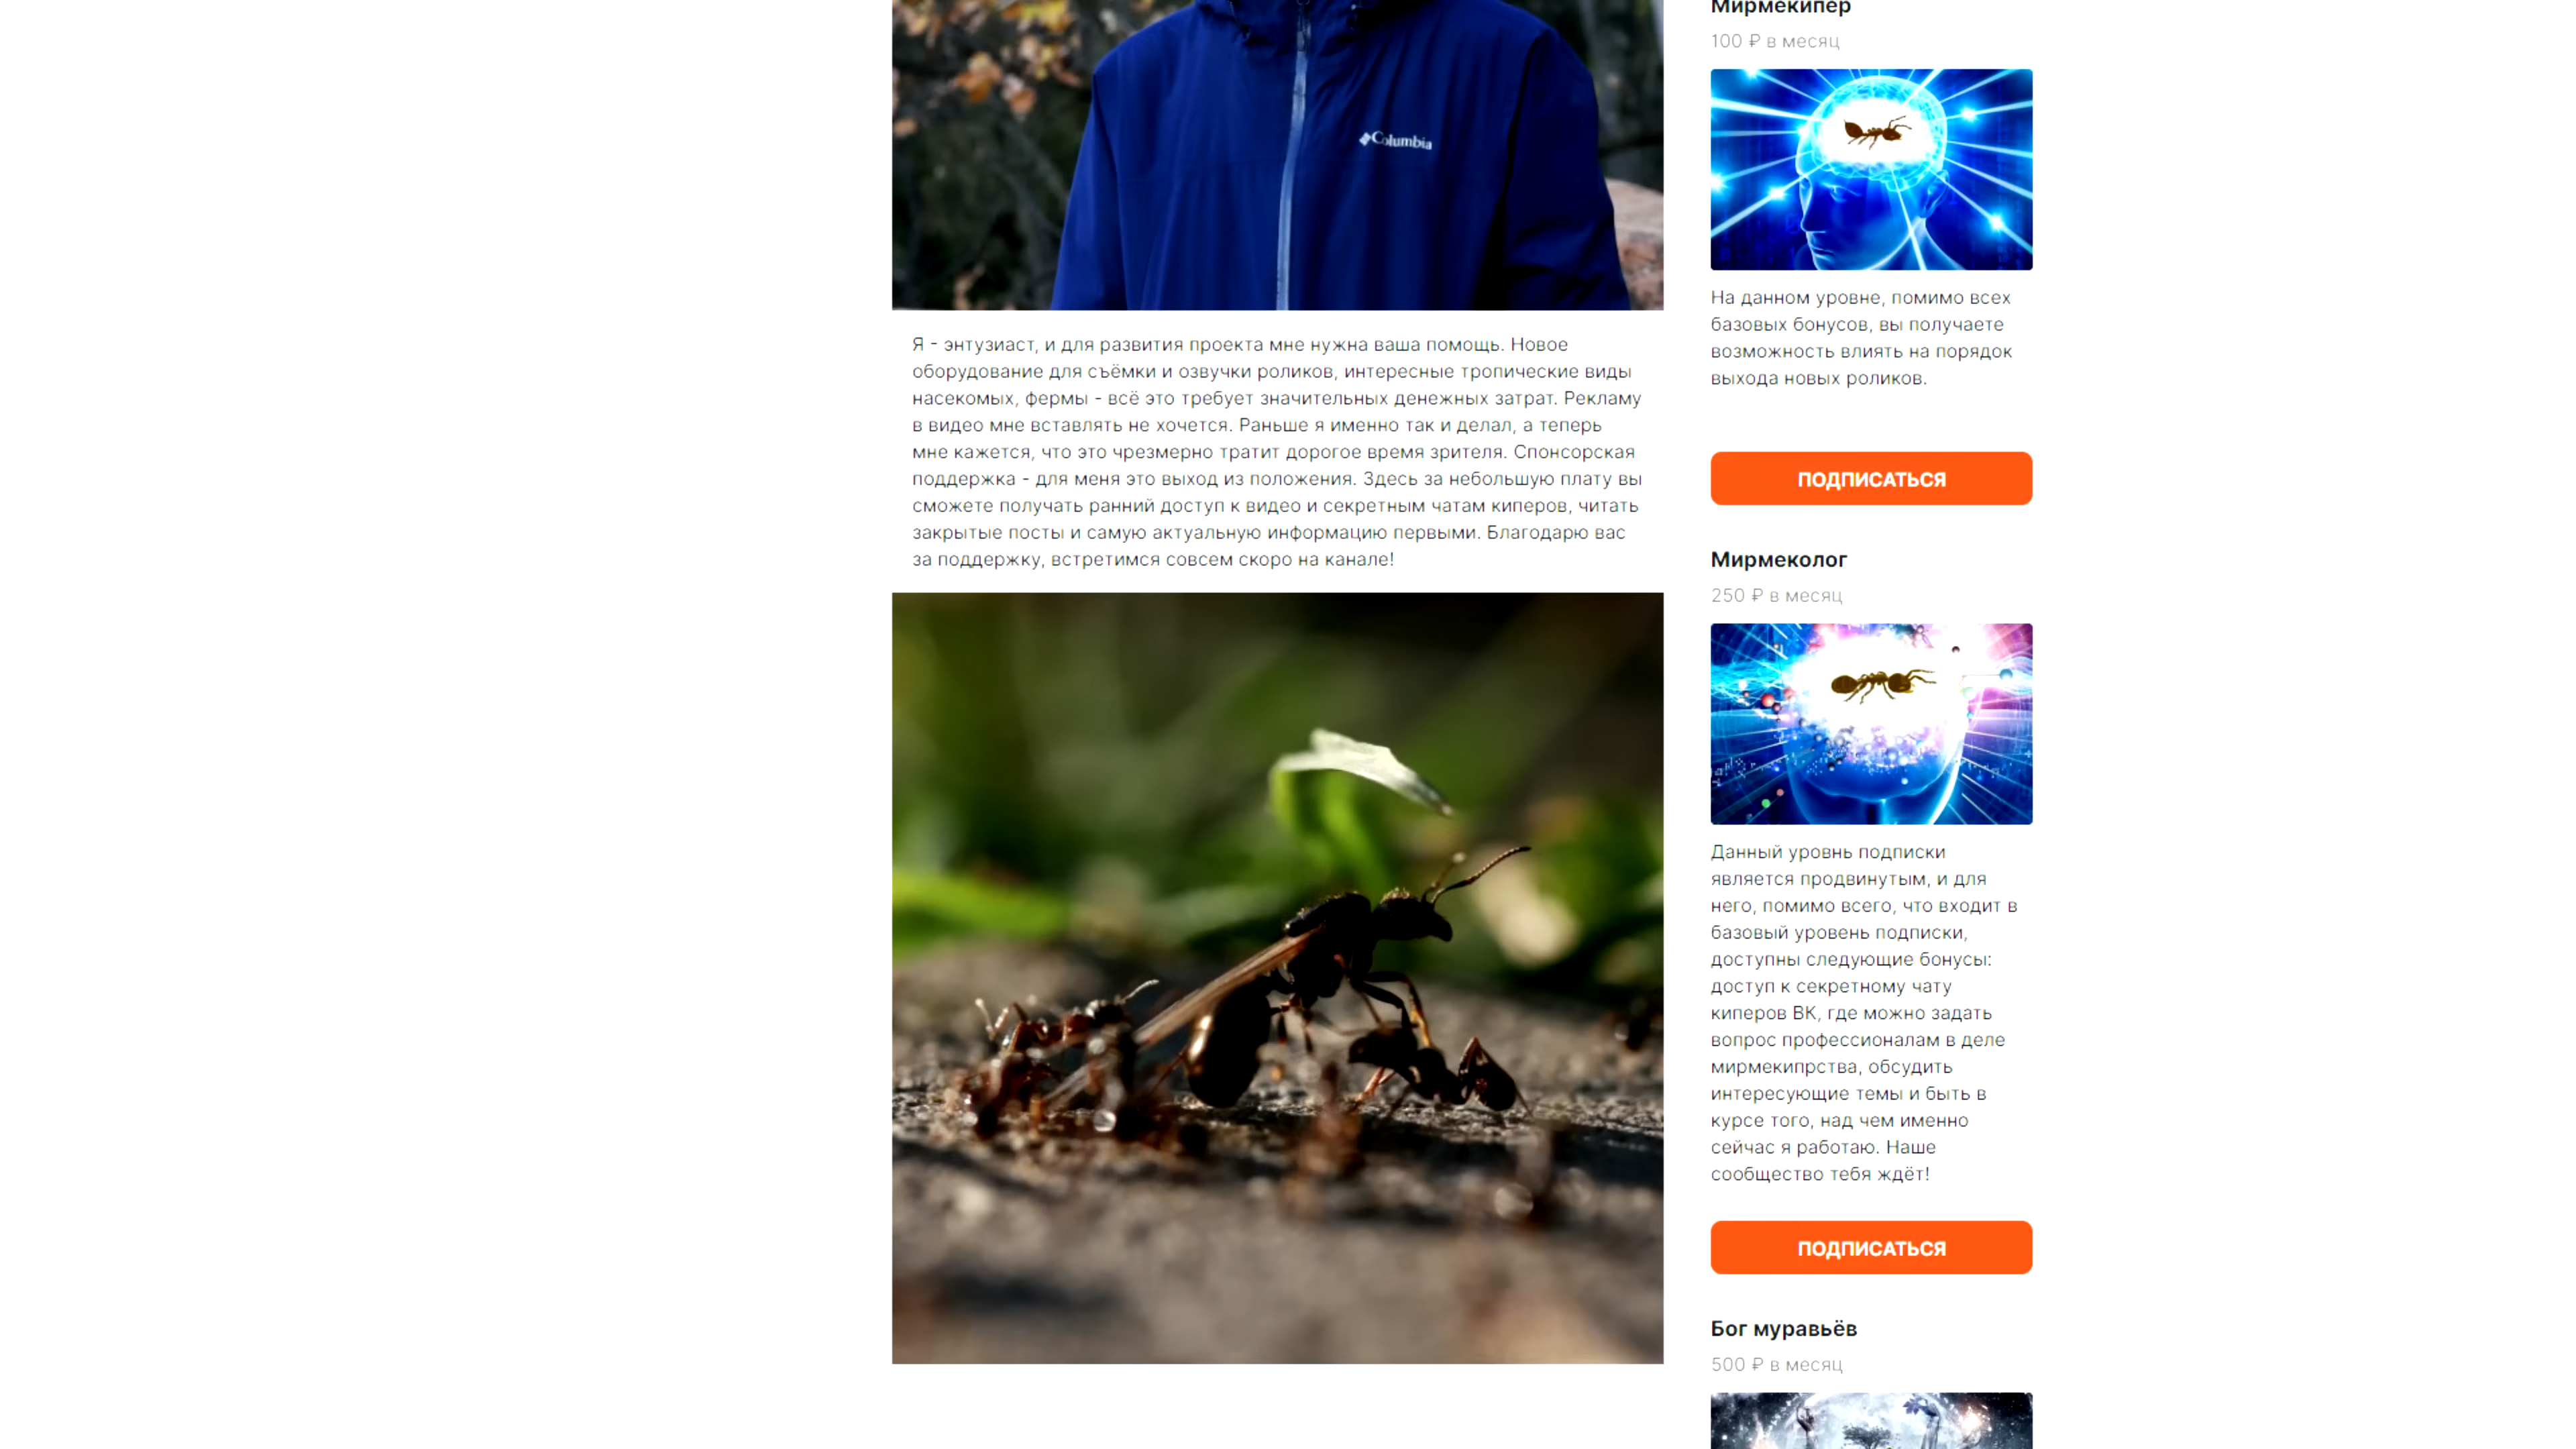 Columbia
Я - энтузиаст, и для развития проекта мне нужна ваша помощь. Новое
оборудование для съёмки и озвучки роликов, интересные тропические виды
насекомых, фермы - всё это требует значительных денежных затрат. Рекламу
в видео мне вставлять не хочется. Раньше я именно так и делал, а теперь
мне кажется, что это чрезмерно тратит дорогое время зрителя. Спонсорская
поддержка - для меня это выход из положения. Здесь за небольшую плату вы
сможете получать ранний доступ к видео и секретным чатам киперов, читать
закрытые посты и самую актуальную информацию первыми. Благодарю вас
за поддержку, встретимся совсем скоро на канале!
Мирмекипер
100 ₽ в месяц
На данном уровне, помимо всех
базовых бонусов, вы получаете
возможность влиять на порядок
выхода новых роликов.
ПОДПИСАТЬСЯ
Мирмеколог
250 ₽ в месяц
Данный уровнь подписки
является продвинутым, и для
него, помимо всего, что входит в
базовый уровень подписки,
доступны следующие бонусы:
доступ к секретному чату
киперов ВК, где можно задать
вопрос профессионалам в деле
мирмекипрства, обсудить
интересующие темы и быть в
курсе того, над чем именно
сейчас я работаю. Наше
сообщество тебя ждёт!
ПОДПИСАТЬСЯ
Бог муравьёв
500 ₽ в месяц